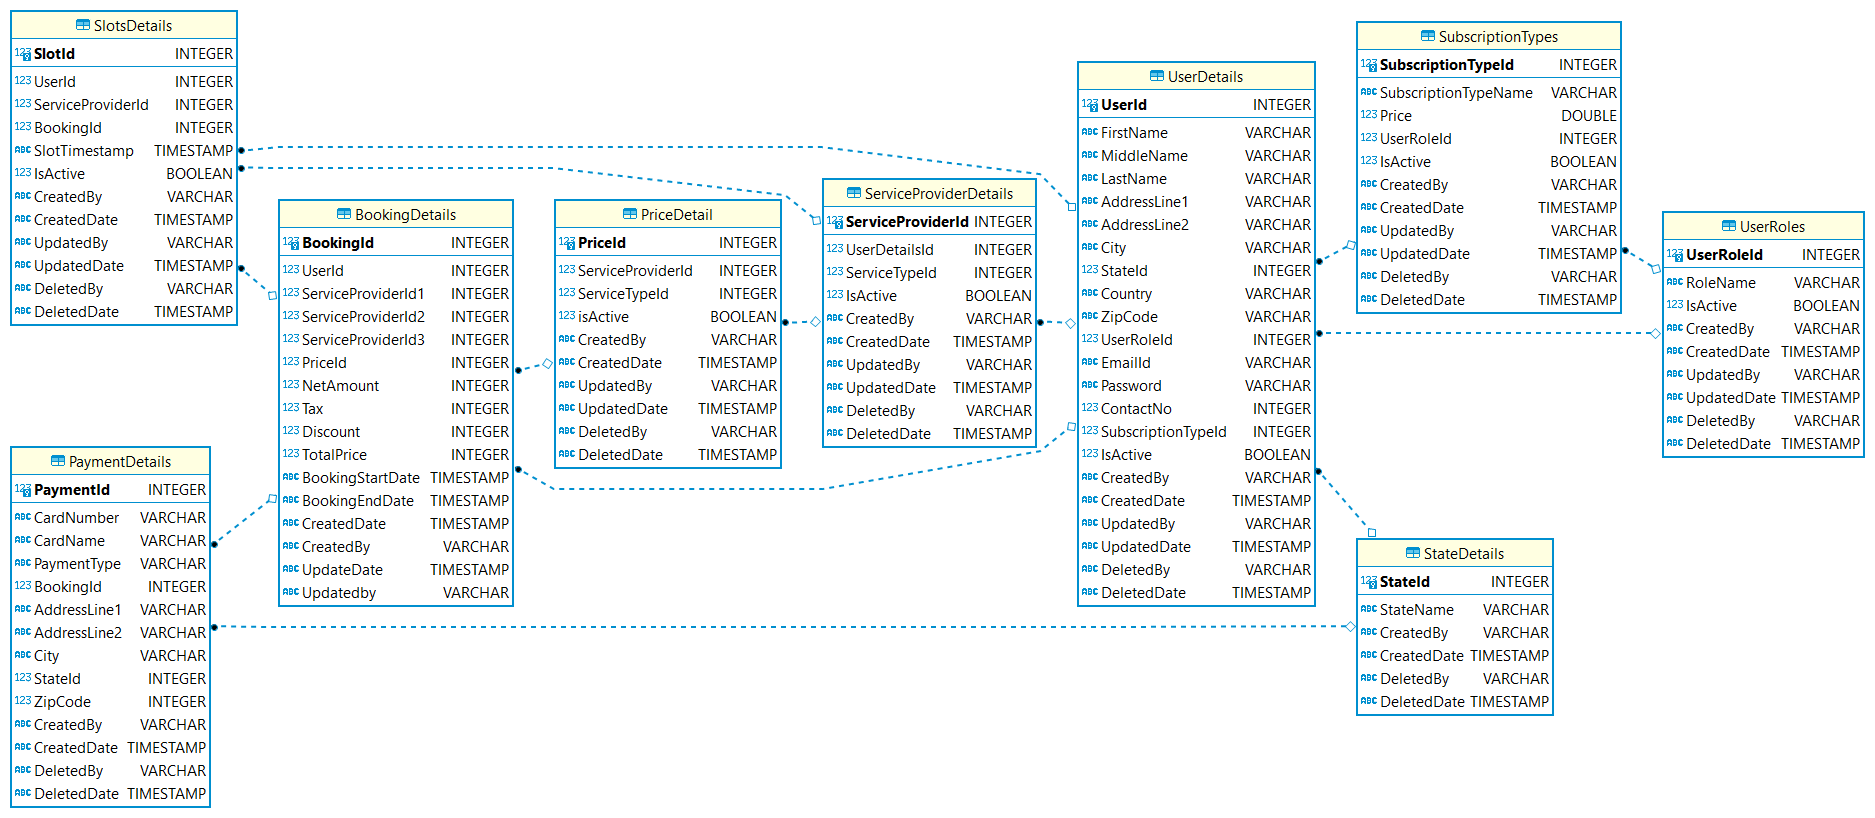 SlotsDetails
SlotId INTEGER
UserId INTEGER
ServiceProviderId INTEGER
BookingId INTEGER
SlotTimestamp TIMESTAMP
IsActive BOOLEAN
CreatedBy VARCHAR
CreatedDate TIMESTAMP
UpdatedBy VARCHAR
UpdatedDate TIMESTAMP
DeletedBy VARCHAR
DeletedDate TIMESTAMP
PaymentDetails
PaymentId INTEGER
CardNumber VARCHAR
CardName VARCHAR
PaymentType VARCHAR
BookingId INTEGER
AddressLine1 VARCHAR
AddressLine2 VARCHAR
City VARCHAR
StateId INTEGER
ZipCode INTEGER
CreatedBy VARCHAR
CreatedDate TIMESTAMP
DeletedBy VARCHAR
DeletedDate TIMESTAMP
BookingDetails
BookingId INTEGER
UserId INTEGER
ServiceProviderId1 INTEGER
ServiceProviderId2 INTEGER
ServiceProviderId3 INTEGER
PriceId INTEGER
NetAmount INTEGER
Tax INTEGER
Discount INTEGER
TotalPrice INTEGER
BookingStartDate TIMESTAMP
BookingEndDate TIMESTAMP
CreatedDate TIMESTAMP
CreatedBy VARCHAR
UpdateDate TIMESTAMP
Updatedby VARCHAR
PriceDetail
PriceId INTEGER
ServiceProviderId INTEGER
ServiceTypeId INTEGER
isActive BOOLEAN
CreatedBy VARCHAR
CreatedDate TIMESTAMP
UpdatedBy VARCHAR
UpdatedDate TIMESTAMP
DeletedBy VARCHAR
DeletedDate TIMESTAMP
ServiceProviderDetails
ServiceProviderId INTEGER
UserDetailsId INTEGER
ServiceTypeId INTEGER
IsActive BOOLEAN
CreatedBy VARCHAR
CreatedDate TIMESTAMP
UpdatedBy VARCHAR
UpdatedDate TIMESTAMP
DeletedBy VARCHAR
DeletedDate TIMESTAMP
UserDetails
UserId INTEGER
FirstName VARCHAR
MiddleName VARCHAR
LastName VARCHAR
AddressLine1 VARCHAR
AddressLine2 VARCHAR
City VARCHAR
StateId INTEGER
Country VARCHAR
ZipCode VARCHAR
UserRoleId INTEGER
EmailId VARCHAR
Password VARCHAR
ContactNo INTEGER
SubscriptionTypeId INTEGER
IsActive BOOLEAN
CreatedBy VARCHAR
CreatedDate TIMESTAMP
UpdatedBy VARCHAR
UpdatedDate TIMESTAMP
DeletedBy VARCHAR
DeletedDate TIMESTAMP
SubscriptionTypes
SubscriptionTypeId INTEGER
SubscriptionTypeName VARCHAR
Price DOUBLE
UserRoleId INTEGER
IsActive BOOLEAN
CreatedBy VARCHAR
CreatedDate TIMESTAMP
UpdatedBy VARCHAR
UpdatedDate TIMESTAMP
DeletedBy VARCHAR
DeletedDate TIMESTAMP
UserRoles
UserRoleId INTEGER
RoleName VARCHAR
IsActive BOOLEAN
CreatedBy VARCHAR
CreatedDate TIMESTAMP
UpdatedBy VARCHAR
UpdatedDate TIMESTAMP
DeletedBy VARCHAR
DeletedDate TIMESTAMP
StateDetails
StateId INTEGER
StateName VARCHAR
CreatedBy VARCHAR
CreatedDate TIMESTAMP
DeletedBy VARCHAR
DeletedDate TIMESTAMP